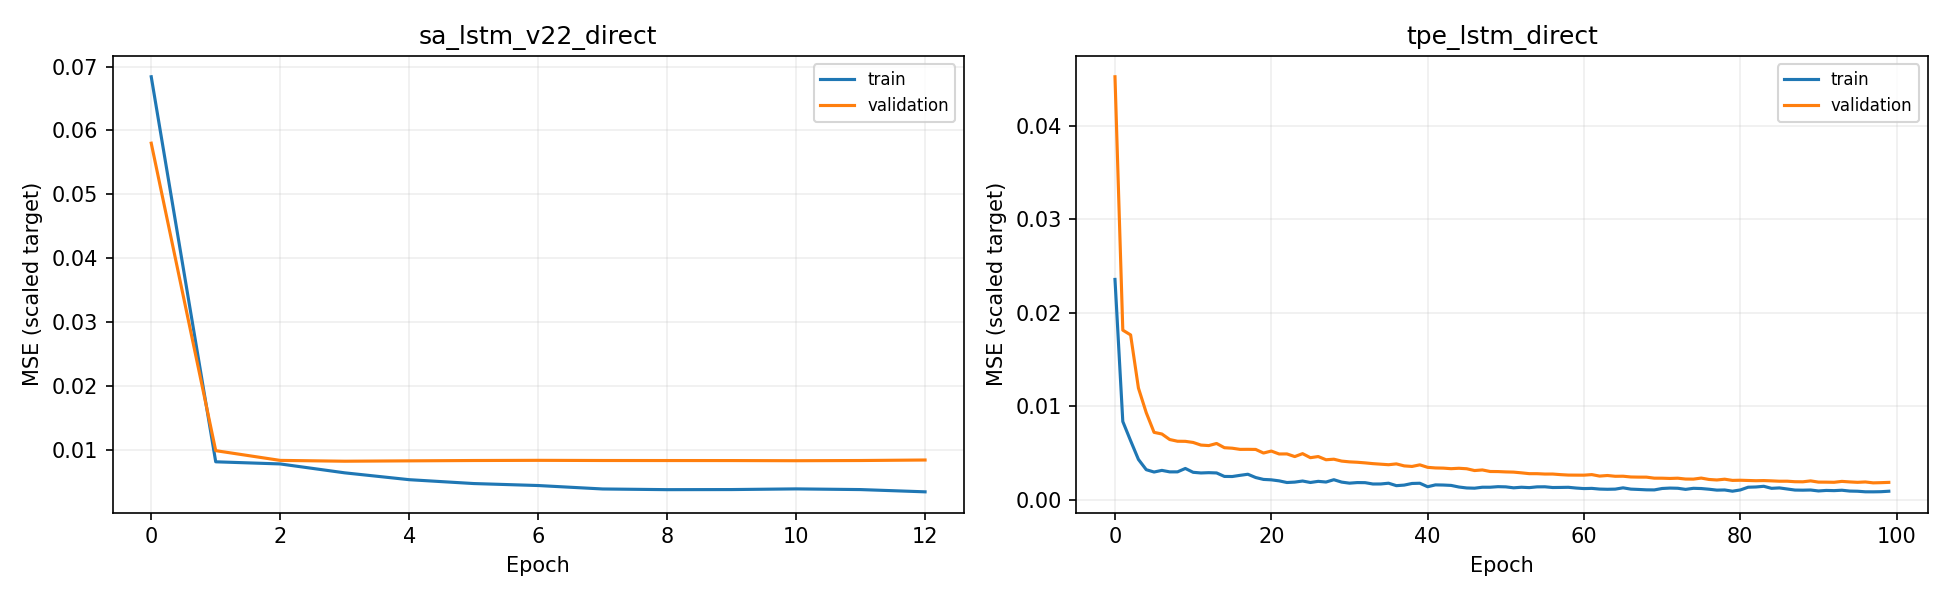 sa_lstm_v22_direct
train
validation
MSE (scaled target)
0.07
0.06
0.05
0.04
0.03
0.02
0.01
0 2 4 6 8 10 12
Epoch
tpe_lstm_direct
train
validation
MSE (scaled target)
0.04
0.03
0.02
0.01
0.00
0 20 40 60 80 100
Epoch